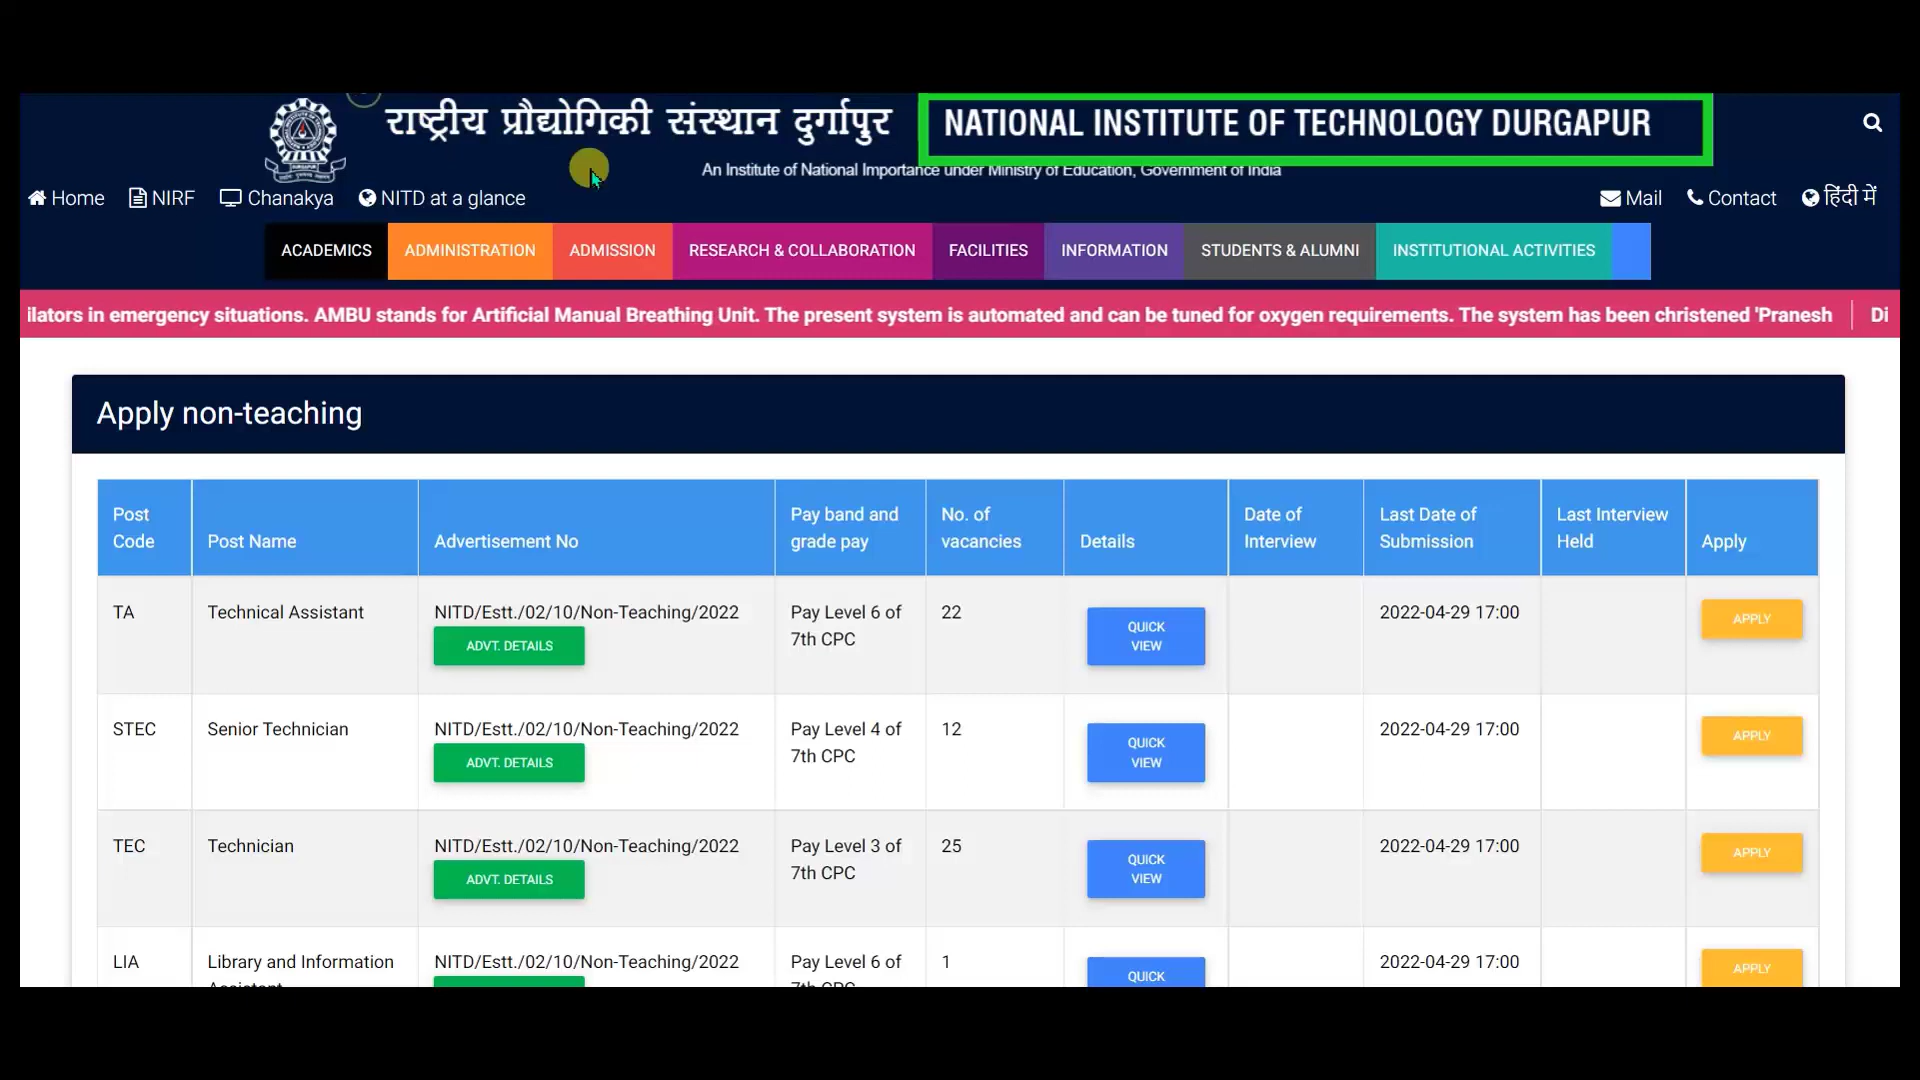 राष्ट्रीय प्रौद्योगिकी संस्थान दुर्गापुर NATIONAL INSTITUTE OF TECHNOLOGY DURGAPUR
An Institute of National Importance under Ministry of Education, Government of India
Home NIRF Chanakya NITD at a glance Mail Contact हिंदी में
ACADEMICS ADMINISTRATION ADMISSION RESEARCH & COLLABORATION FACILITIES INFORMATION STUDENTS & ALUMNI INSTITUTIONAL ACTIVITIES
ilators in emergency situations. AMBU stands for Artificial Manual Breathing Unit. The present system is automated and can be tuned for oxygen requirements. The system has been christened 'Pranesh Di
Apply non-teaching
Post Code Post Name Advertisement No Pay band and grade pay No. of vacancies Details Date of Interview Last Date of Submission Last Interview Held Apply
TA Technical Assistant NITD/Estt./02/10/Non-Teaching/2022 Pay Level 6 of 22 QUICK 2022-04-29 17:00 APPLY
ADVT. DETAILS 7th CPC VIEW
STEC Senior Technician NITD/Estt./02/10/Non-Teaching/2022 Pay Level 4 of 12 QUICK 2022-04-29 17:00 APPLY
ADVT. DETAILS 7th CPC VIEW
TEC Technician NITD/Estt./02/10/Non-Teaching/2022 Pay Level 3 of 25 QUICK 2022-04-29 17:00 APPLY
ADVT. DETAILS 7th CPC VIEW
LIA Library and Information NITD/Estt./02/10/Non-Teaching/2022 Pay Level 6 of 1 QUICK 2022-04-29 17:00 APPLY